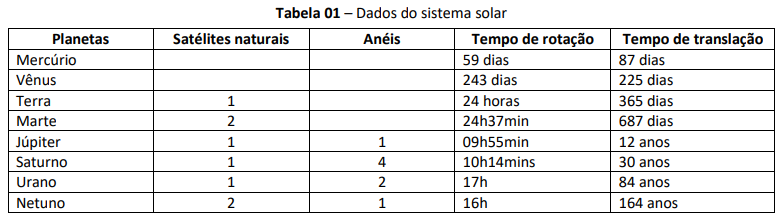 Tabela 01 – Dados do sistema solar
Planetas Satélites naturais Anéis Tempo de rotação Tempo de translação
Mercúrio 59 dias 87 dias
Vênus 243 dias 225 dias
Terra 1 24 horas 365 dias
Marte 2 24h37min 687 dias
Júpiter 1 1 09h55min 12 anos
Saturno 1 4 10h14mins 30 anos
Urano 1 2 17h 84 anos
Netuno 2 1 16h 164 anos